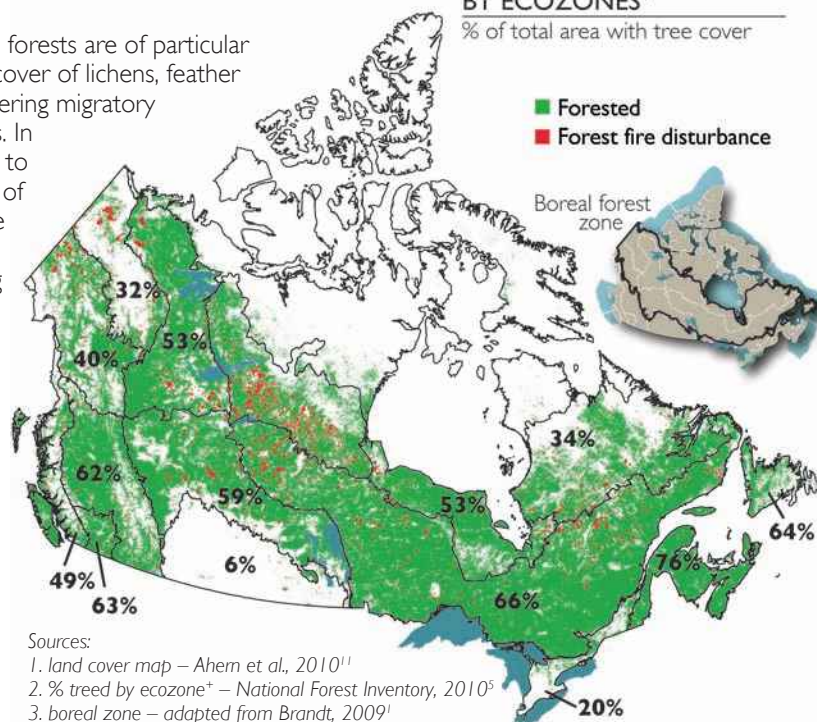 BY ECOZONES
% of total area with tree cover
forests are of particular
cover of lichens, feather
ering migratory
s. In
to
of
e
g
Forested
Forest fire disturbance
Boreal forest
zone
32%
53%
40%
34%
62%
59%
53%
64%
49%
63%
6%
66%
76%
20%
Sources:
1. land cover map – Ahern et al., 2010¹¹
2. % treed by ecozone⁺ – National Forest Inventory, 2010⁵
3. boreal zone – adapted from Brandt, 2009¹